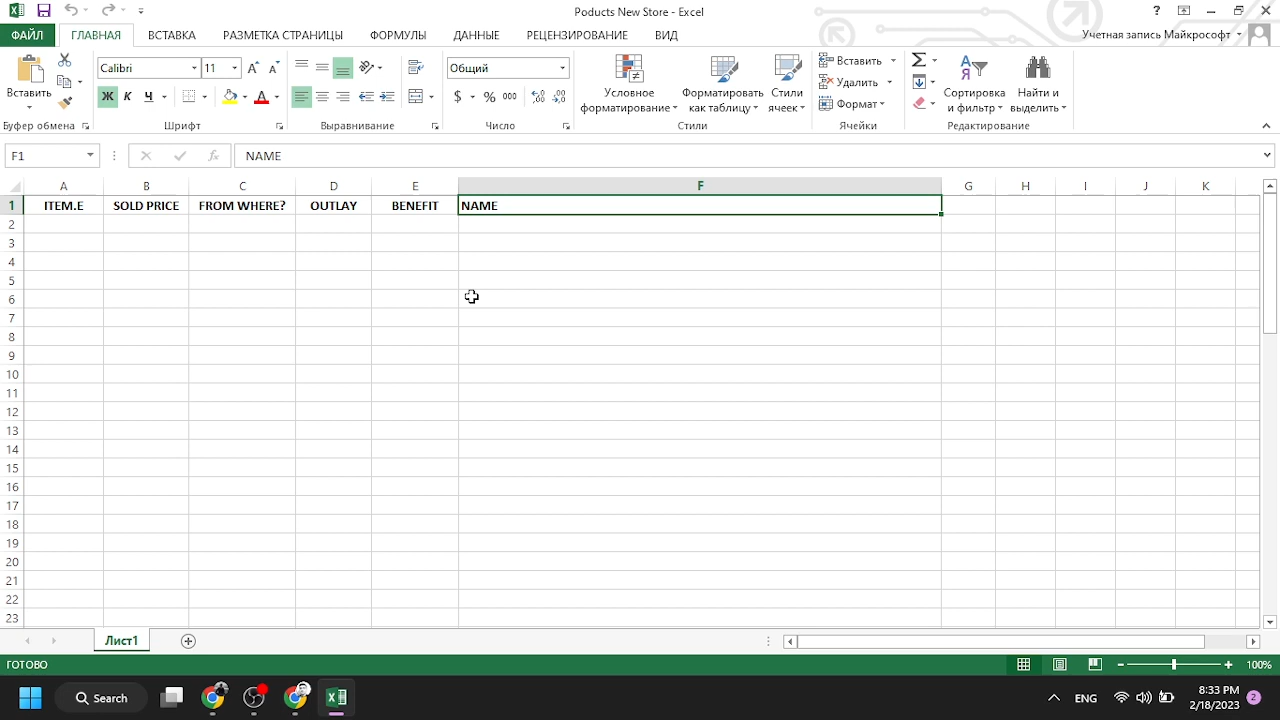 Poducts New Store - Excel
?
ФАЙЛ ГЛАВНАЯ ВСТАВКА РАЗМЕТКА СТРАНИЦЫ ФОРМУЛЫ ДАННЫЕ РЕЦЕНЗИРОВАНИЕ ВИД Учетная запись Майкрософт
Вставить Calibri 11 Общий Условное форматирование Форматировать как таблицу Стили ячеек Вставить Удалить Формат Сортировка и фильтр Найти и выделить
Ж К Ч А $ % 000
Буфер обмена Шрифт Выравнивание Число Стили Ячейки Редактирование
F1 fx NAME
A B C D E F G H I J K
1 ITEM.E SOLD PRICE FROM WHERE? OUTLAY BENEFIT NAME
2
3
4
5
6
7
8
9
10
11
12
13
14
15
16
17
18
19
20
21
22
23
Лист1
ГОТОВО 100%
Search ENG 8:33 PM 2
2/18/2023